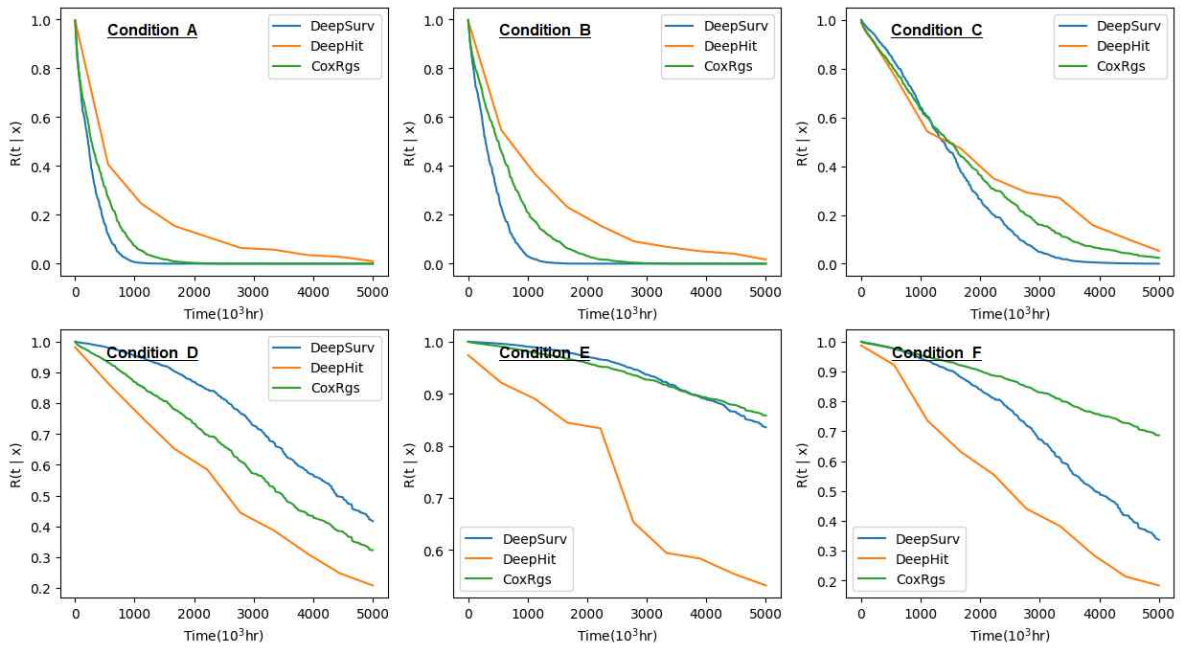 Condition A
DeepSurv
DeepHit
CoxRgs
R(t | x)
1.0
0.8
0.6
0.4
0.2
0.0
0 1000 2000 3000 4000 5000
Time(10³hr)
Condition B
DeepSurv
DeepHit
CoxRgs
R(t | x)
1.0
0.8
0.6
0.4
0.2
0.0
0 1000 2000 3000 4000 5000
Time(10³hr)
Condition C
DeepSurv
DeepHit
CoxRgs
R(t | x)
1.0
0.8
0.6
0.4
0.2
0.0
0 1000 2000 3000 4000 5000
Time(10³hr)
Condition D
DeepSurv
DeepHit
CoxRgs
R(t | x)
1.0
0.9
0.8
0.7
0.6
0.5
0.4
0.3
0.2
0 1000 2000 3000 4000 5000
Time(10³hr)
Condition E
R(t | x)
1.0
0.9
0.8
0.7
0.6
DeepSurv
DeepHit
CoxRgs
0 1000 2000 3000 4000 5000
Time(10³hr)
Condition F
R(t | x)
1.0
0.9
0.8
0.7
0.6
0.5
0.4
0.3
0.2
DeepSurv
DeepHit
CoxRgs
0 1000 2000 3000 4000 5000
Time(10³hr)